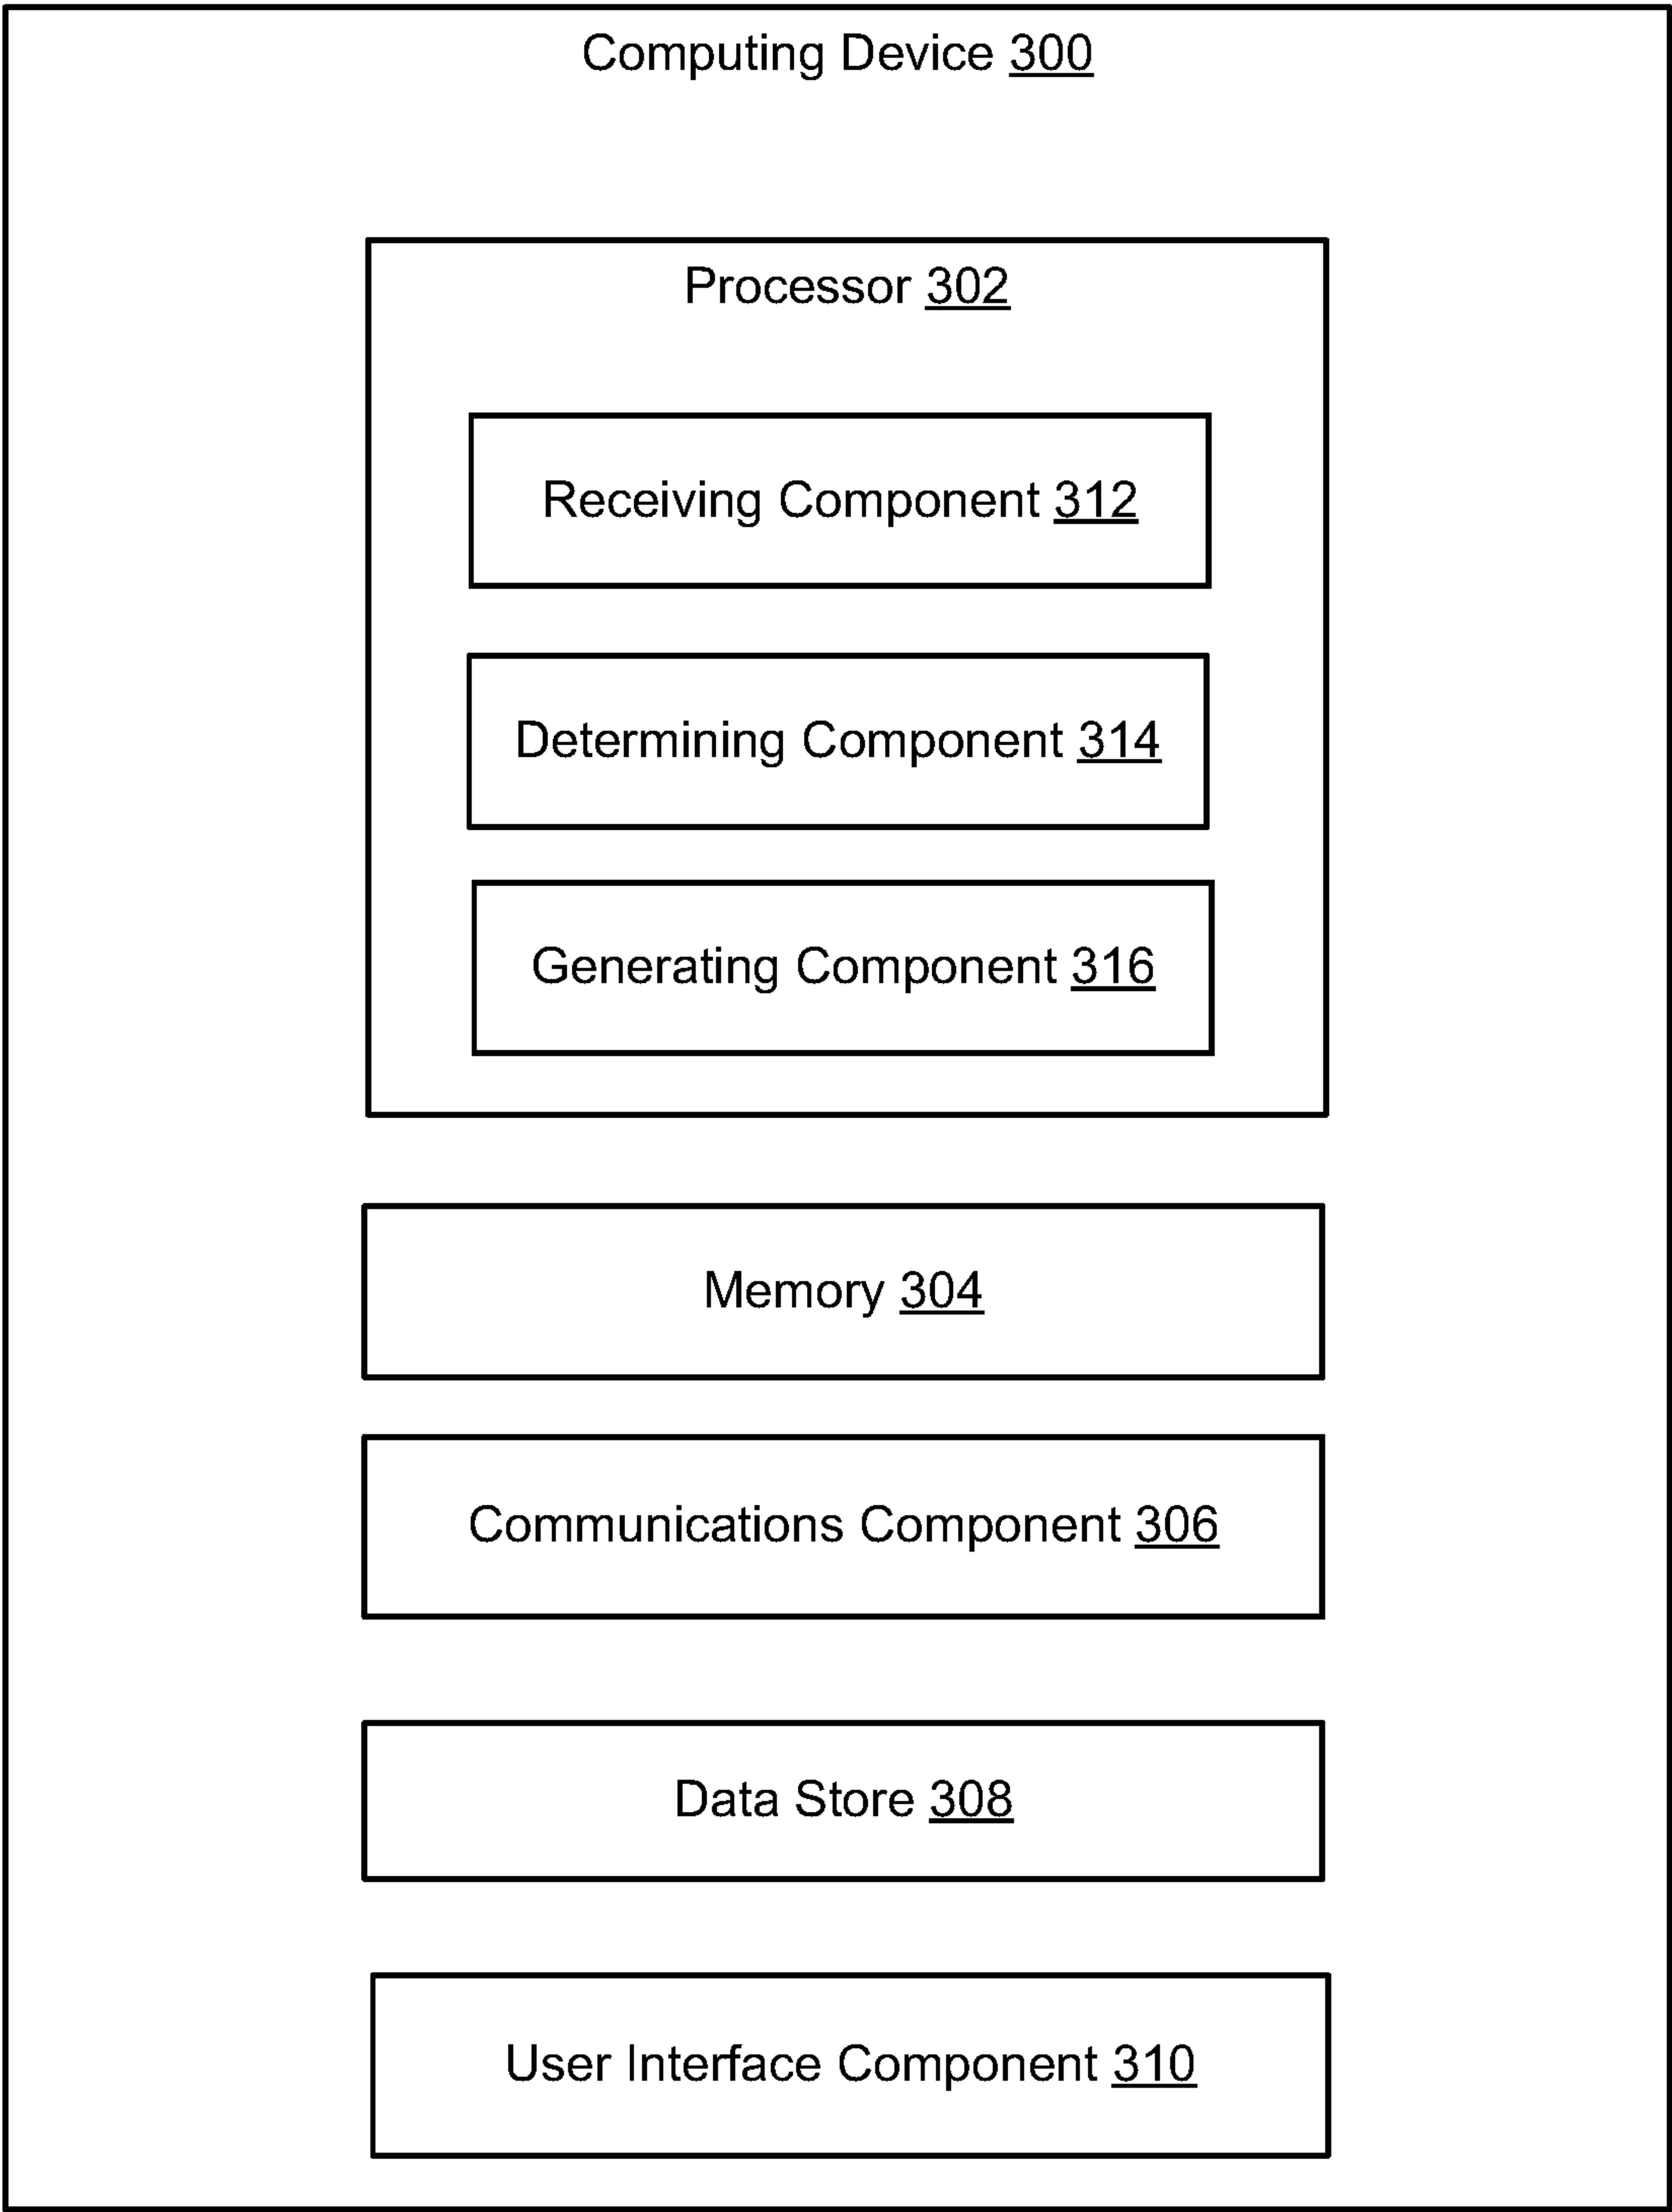 Computing Device 300
Processor 302
Receiving Component 312
Determining Component 314
Generating Component 316
Memory 304
Communications Component 306
Data Store 308
User Interface Component 310